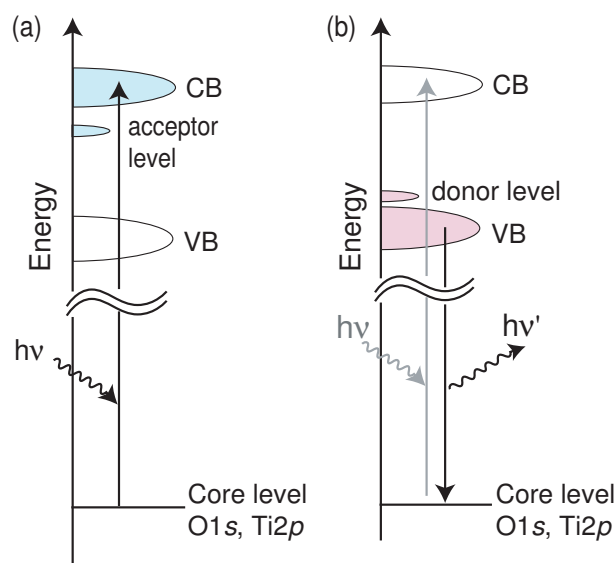 (a)
CB
acceptor
level
Energy
VB
hν
Core level
O1s, Ti2p
(b)
CB
donor level
Energy
VB
hν
hν'
Core level
O1s, Ti2p